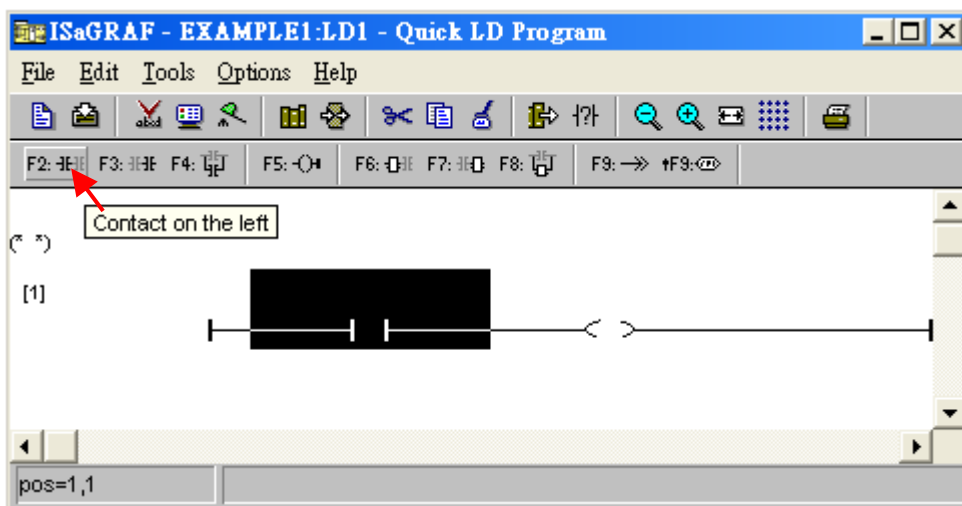 ISaGRAF - EXAMPLE1:LD1 - Quick LD Program
File Edit Tools Options Help
F2: F3: F4: F5: F6: F7: F8: F9: F9:
Contact on the left
(* *)
[1]
pos=1,1